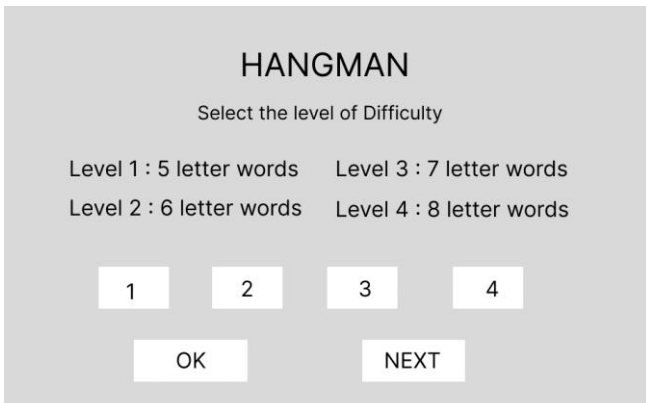 HANGMAN
Select the level of Difficulty
Level 1 : 5 letter words
Level 3 : 7 letter words
Level 2 : 6 letter words
Level 4 : 8 letter words
1
2
3
4
OK
NEXT